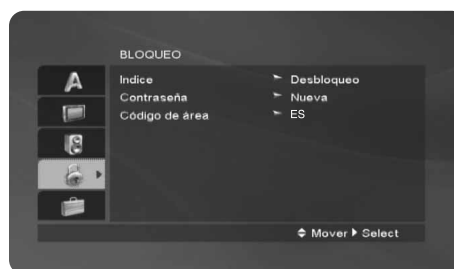 BLOQUEO
A
Indice Desbloqueo
Contraseña Nueva
Código de área ES
Mover Select